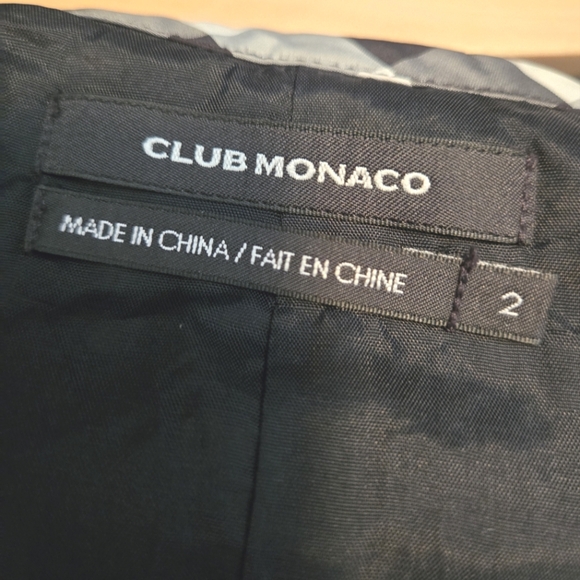 CLUB MONACO
MADE IN CHINA / FAIT EN CHINE
2